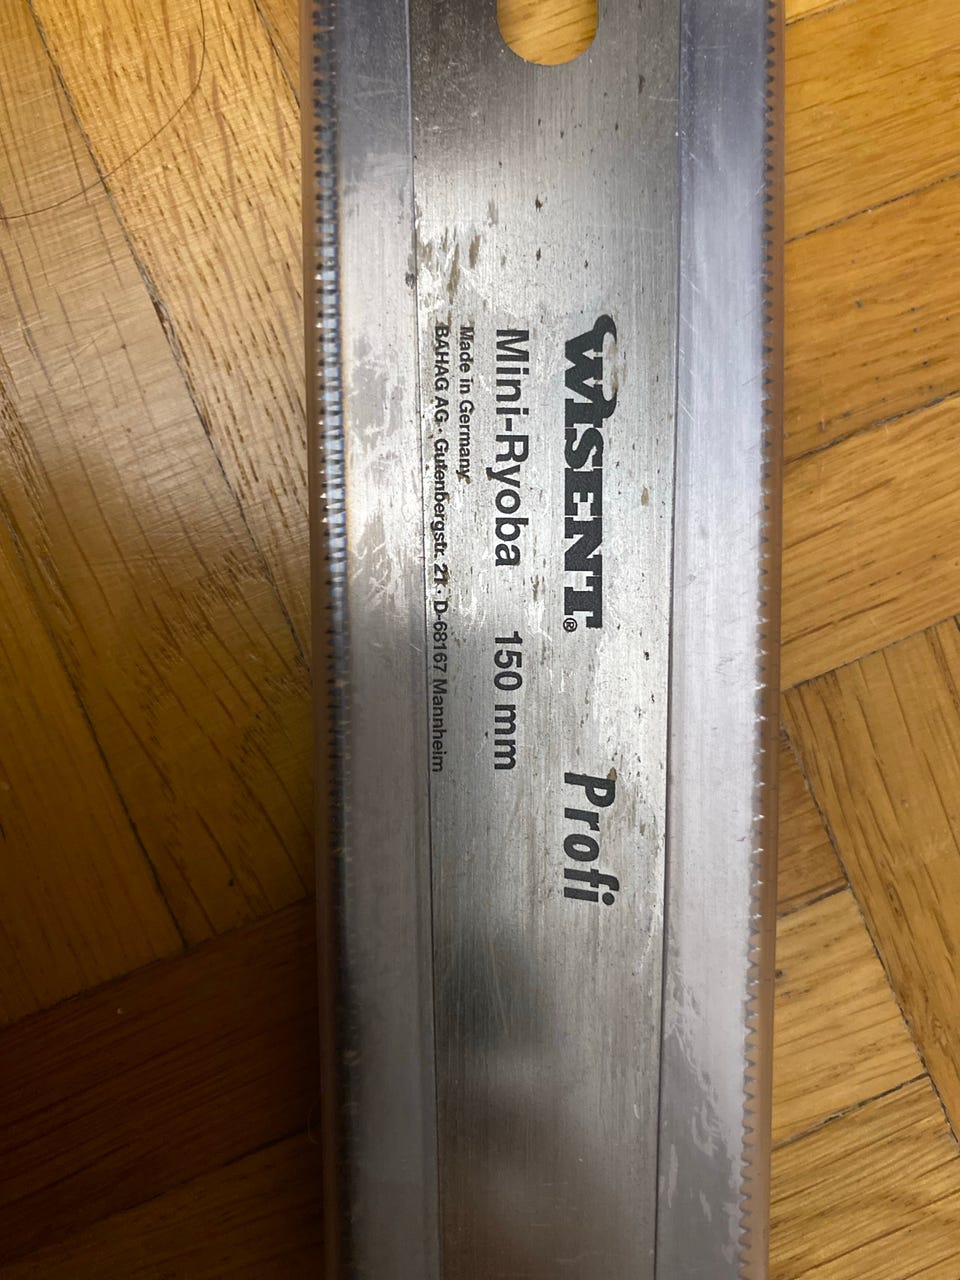 WISENT® Profi
Mini-Ryoba 150 mm
Made in Germany
BAHAG AG · Gutenbergstr. 21 · D-68167 Mannheim